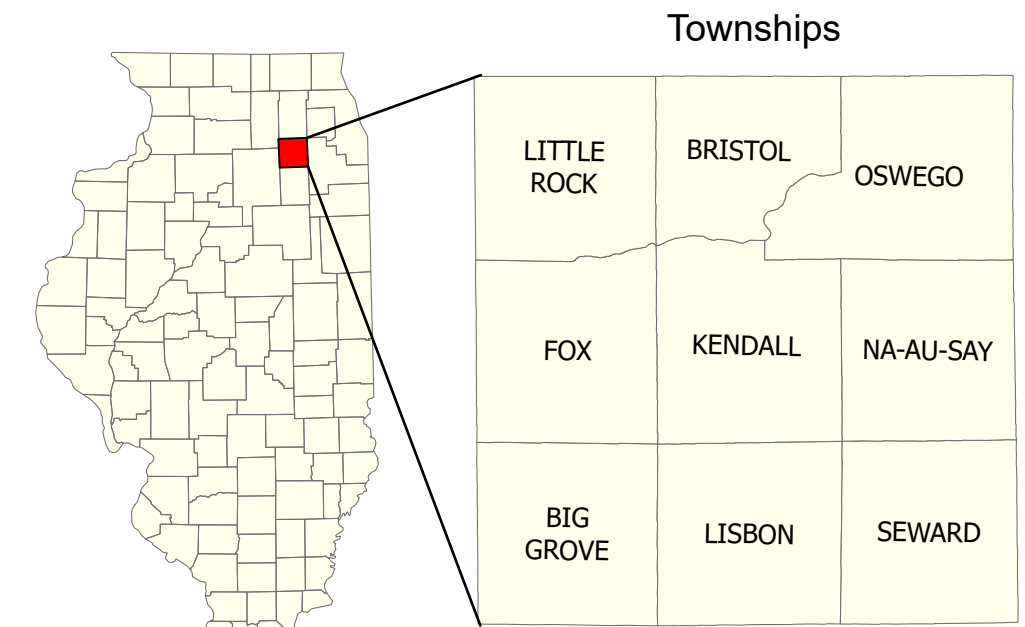 Townships
LITTLE
ROCK
BRISTOL
OSWEGO
FOX
KENDALL
NA-AU-SAY
BIG
GROVE
LISBON
SEWARD